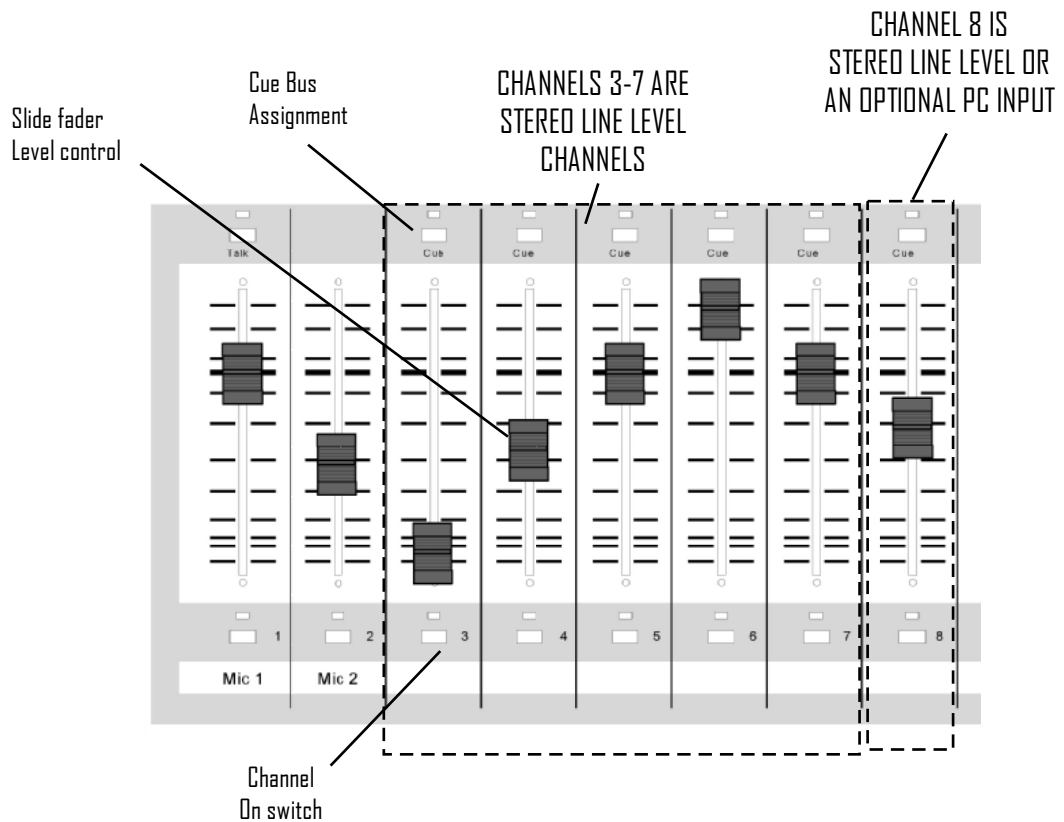 CHANNEL 8 IS
STEREO LINE LEVEL OR
AN OPTIONAL PC INPUT
CHANNELS 3-7 ARE
STEREO LINE LEVEL
CHANNELS
Cue Bus
Assignment
Slide fader
Level control
Talk
Cue
Cue
Cue
Cue
Cue
Cue
1
2
3
4
5
6
7
8
Mic 1
Mic 2
Channel
On switch